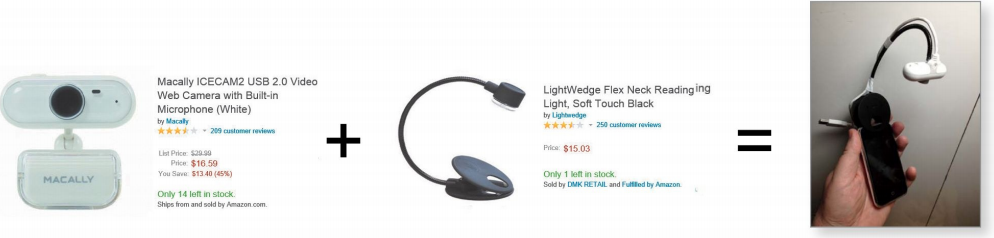 MACALLY
Macally ICECAM2 USB 2.0 Video
Web Camera with Built-in
Microphone (White)
by Macally
209 customer reviews
List Price: $29.99
Price: $16.59
You Save: $13.40 (45%)
Only 14 left in stock.
Ships from and sold by Amazon.com.
+
LightWedge Flex Neck Reading ing
Light, Soft Touch Black
by Lightwedge
250 customer reviews
Price: $15.03
Only 1 left in stock.
Sold by DMK RETAIL and Fulfilled by Amazon.
=